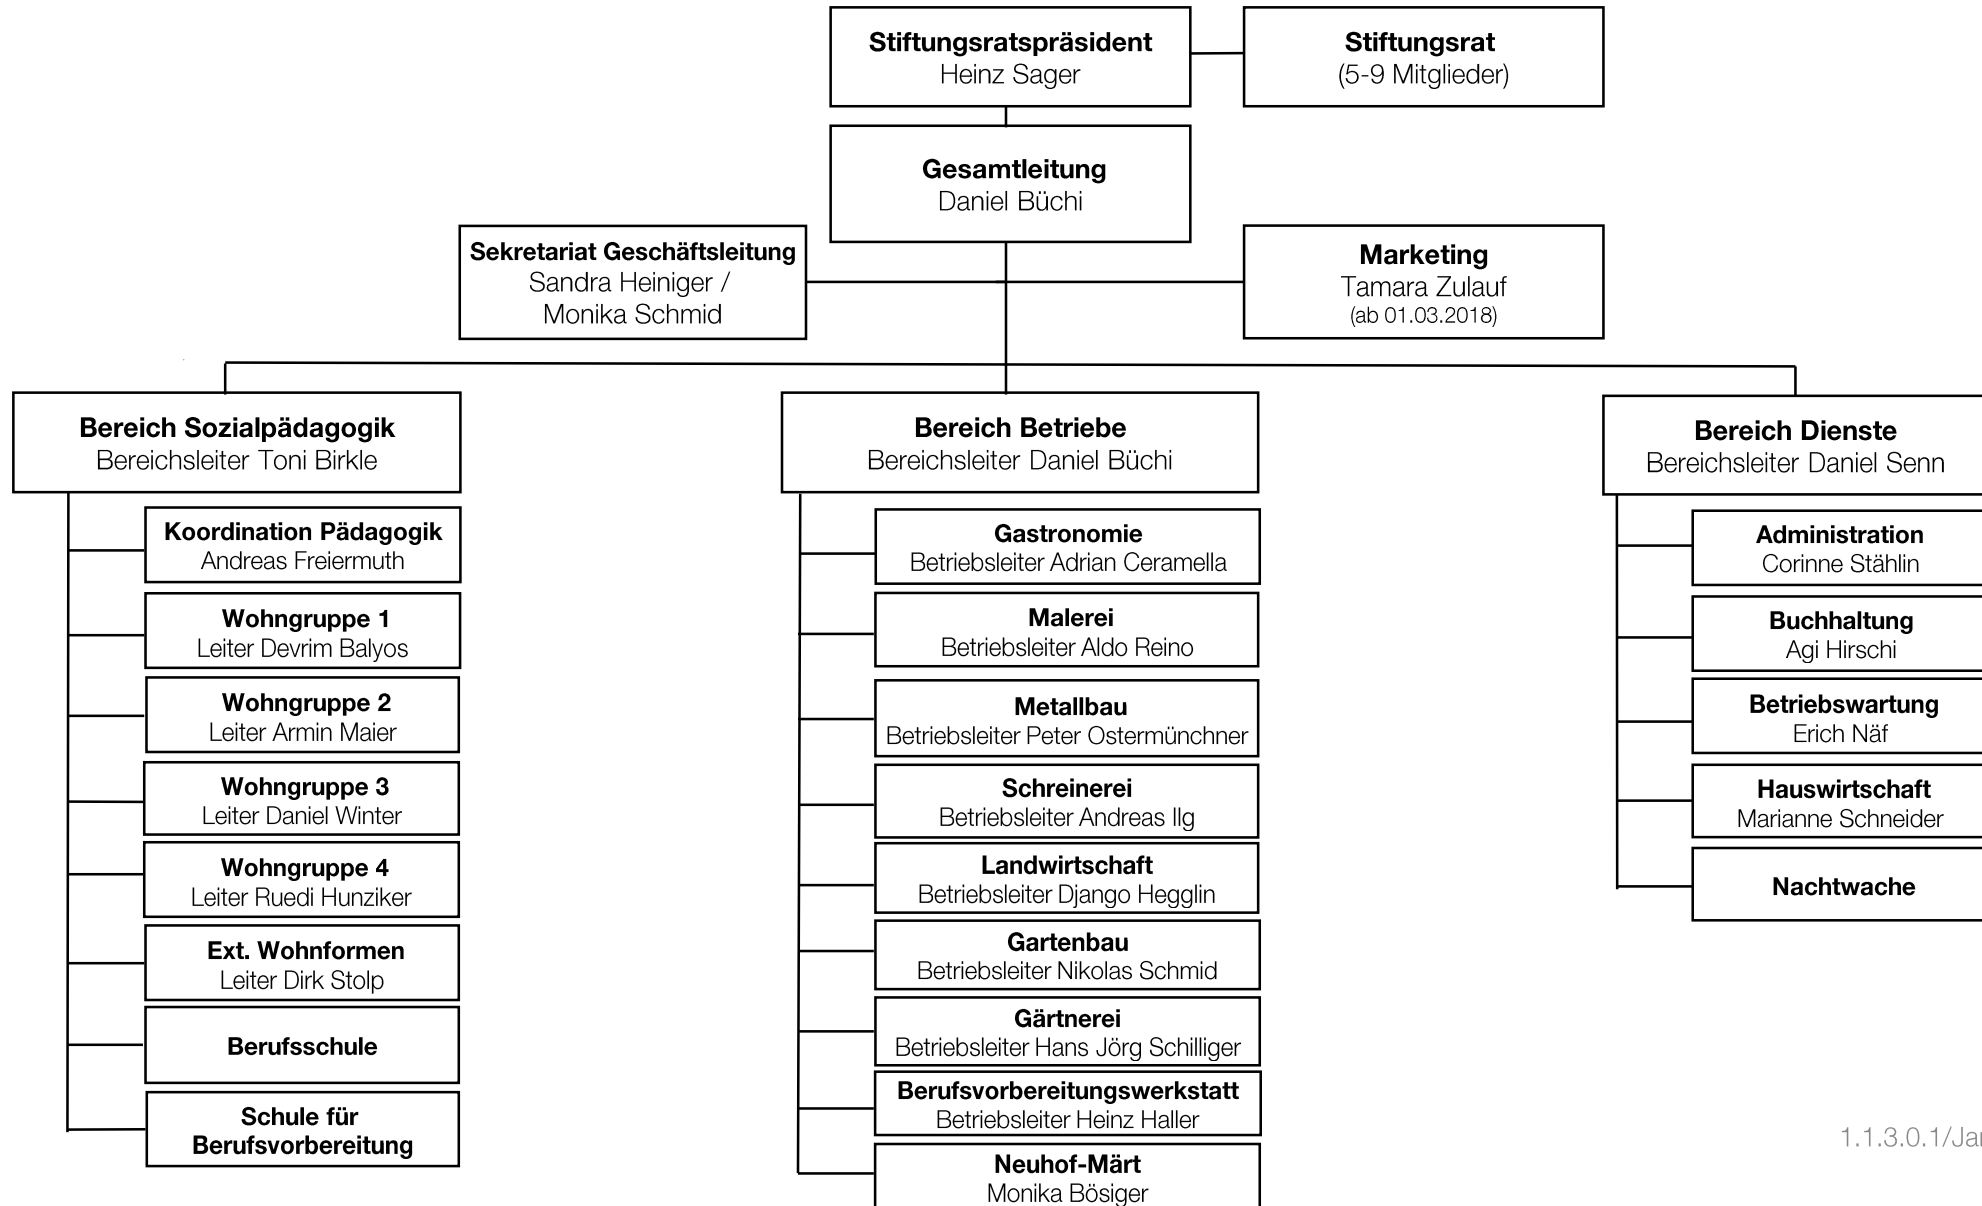 Stiftungsratspräsident
Heinz Sager
Stiftungsrat
(5-9 Mitglieder)
Gesamtleitung
Daniel Büchi
Sekretariat Geschäftsleitung
Sandra Heiniger /
Monika Schmid
Marketing
Tamara Zulauf
(ab 01.03.2018)
Bereich Sozialpädagogik
Bereichsleiter Toni Birkle
Koordination Pädagogik
Andreas Freiermuth
Wohngruppe 1
Leiter Devrim Balyos
Wohngruppe 2
Leiter Armin Maier
Wohngruppe 3
Leiter Daniel Winter
Wohngruppe 4
Leiter Ruedi Hunziker
Ext. Wohnformen
Leiter Dirk Stolp
Berufsschule
Schule für
Berufsvorbereitung
Bereich Betriebe
Bereichsleiter Daniel Büchi
Gastronomie
Betriebsleiter Adrian Ceramella
Malerei
Betriebsleiter Aldo Reino
Metallbau
Betriebsleiter Peter Ostermünchner
Schreinerei
Betriebsleiter Andreas Ilg
Landwirtschaft
Betriebsleiter Django Hegglin
Gartenbau
Betriebsleiter Nikolas Schmid
Gärtnerei
Betriebsleiter Hans Jörg Schilliger
Berufsvorbereitungswerkstatt
Betriebsleiter Heinz Haller
Neuhof-Märt
Monika Bösiger
Bereich Dienste
Bereichsleiter Daniel Senn
Administration
Corinne Stählin
Buchhaltung
Agi Hirschi
Betriebswartung
Erich Näf
Hauswirtschaft
Marianne Schneider
Nachtwache
1.1.3.0.1/Jan